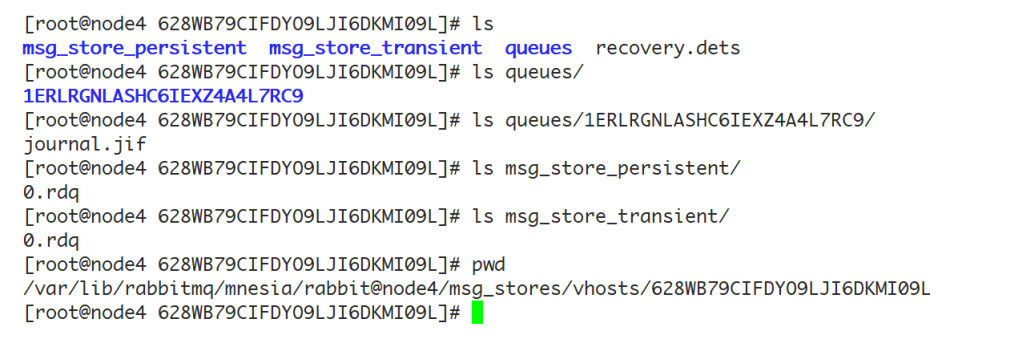 [root@node4 628WB79CIFDYO9LJI6DKMI09L]# ls
msg_store_persistent  msg_store_transient  queues  recovery.dets
[root@node4 628WB79CIFDYO9LJI6DKMI09L]# ls queues/
1ERLRGNLASHC6IEXZ4A4L7RC9
[root@node4 628WB79CIFDYO9LJI6DKMI09L]# ls queues/1ERLRGNLASHC6IEXZ4A4L7RC9/
journal.jif
[root@node4 628WB79CIFDYO9LJI6DKMI09L]# ls msg_store_persistent/
0.rdq
[root@node4 628WB79CIFDYO9LJI6DKMI09L]# ls msg_store_transient/
0.rdq
[root@node4 628WB79CIFDYO9LJI6DKMI09L]# pwd
/var/lib/rabbitmq/mnesia/rabbit@node4/msg_stores/vhosts/628WB79CIFDYO9LJI6DKMI09L
[root@node4 628WB79CIFDYO9LJI6DKMI09L]#